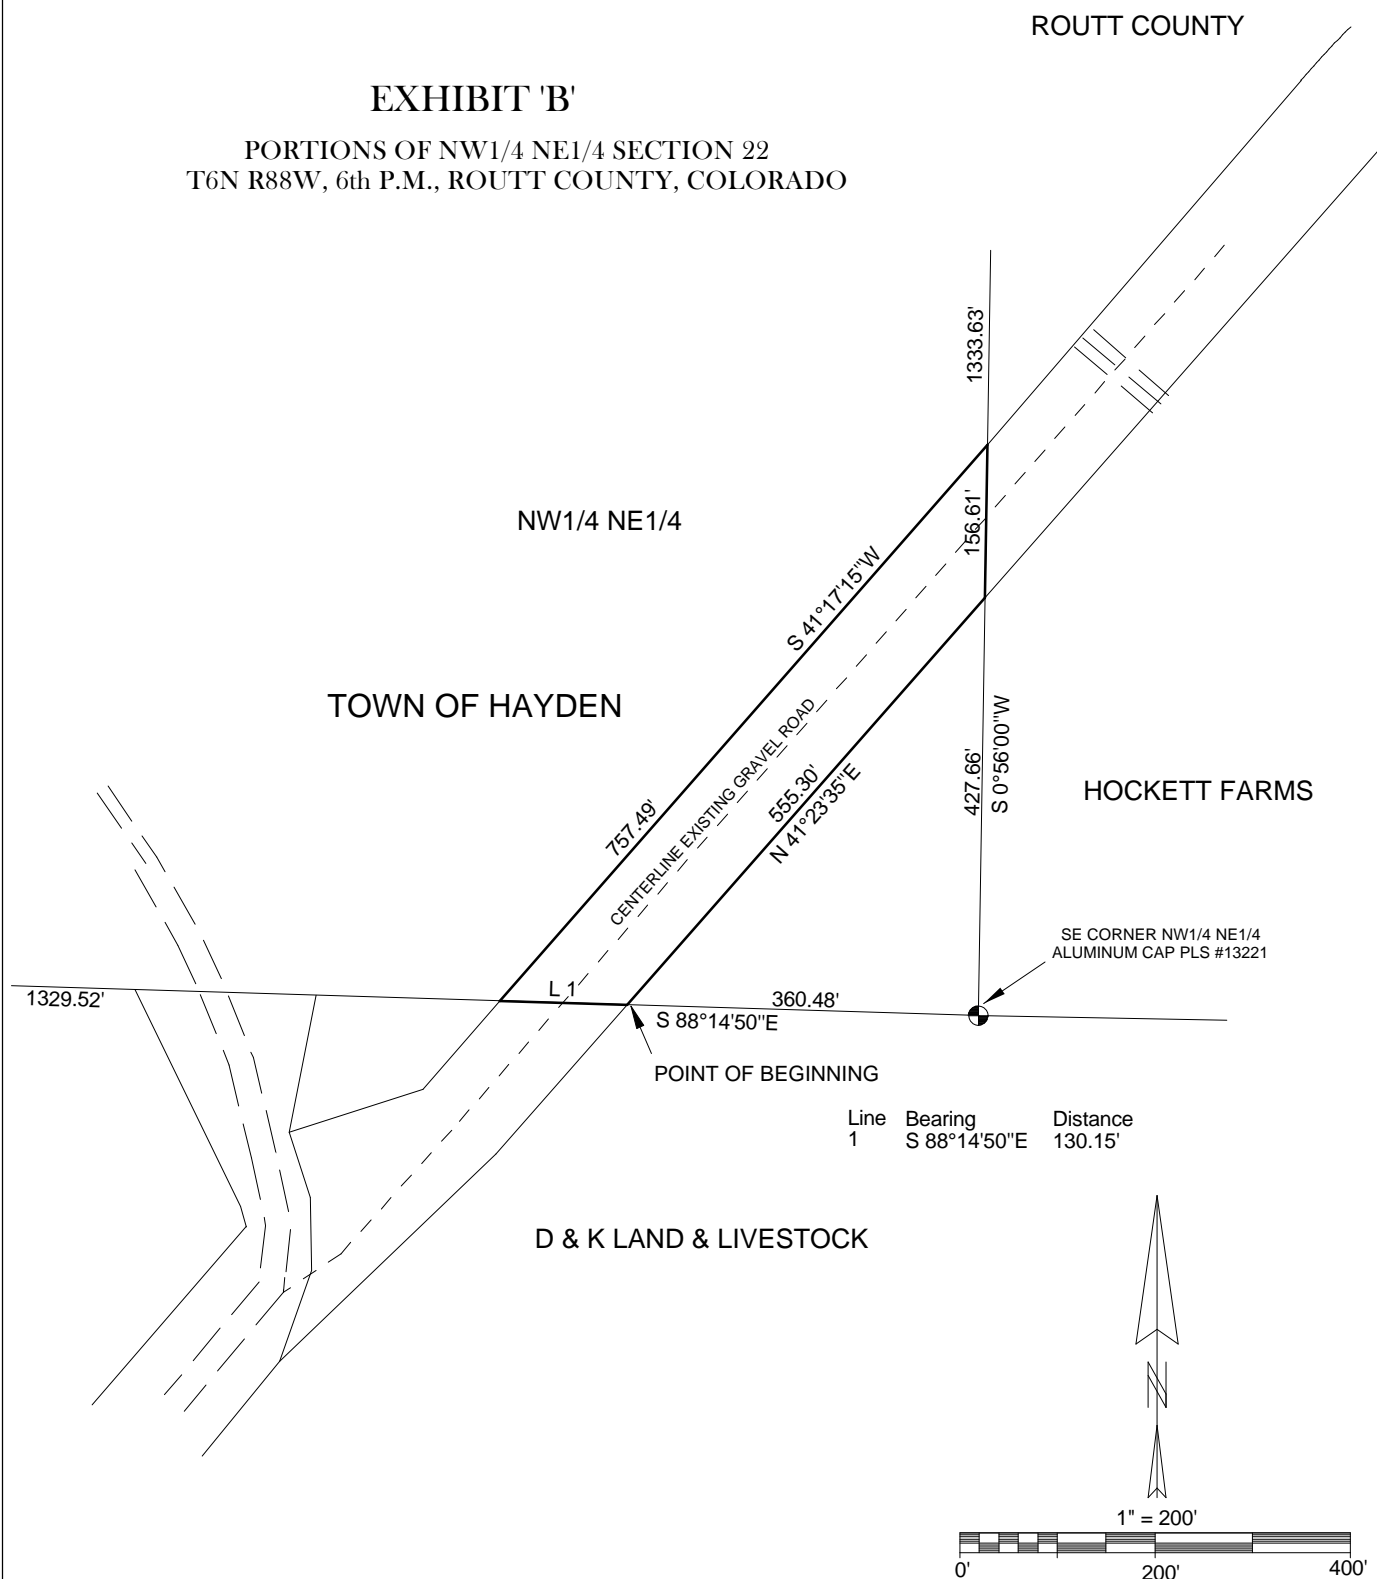 ROUTT COUNTY
EXHIBIT 'B'
PORTIONS OF NW1/4 NE1/4 SECTION 22
T6N R88W, 6th P.M., ROUTT COUNTY, COLORADO
1333.63'
NW1/4 NE1/4
156.61'
S 41°17'15"W
TOWN OF HAYDEN
CENTERLINE EXISTING GRAVEL ROAD
757.49'
555.30'
N 41°23'35"E
427.66'
S 0°56'00"W
HOCKETT FARMS
SE CORNER NW1/4 NE1/4
ALUMINUM CAP PLS #13221
1329.52'
L 1
360.48'
S 88°14'50"E
POINT OF BEGINNING
Line Bearing Distance
1 S 88°14'50"E 130.15'
D & K LAND & LIVESTOCK
N
1" = 200'
0' 200' 400'